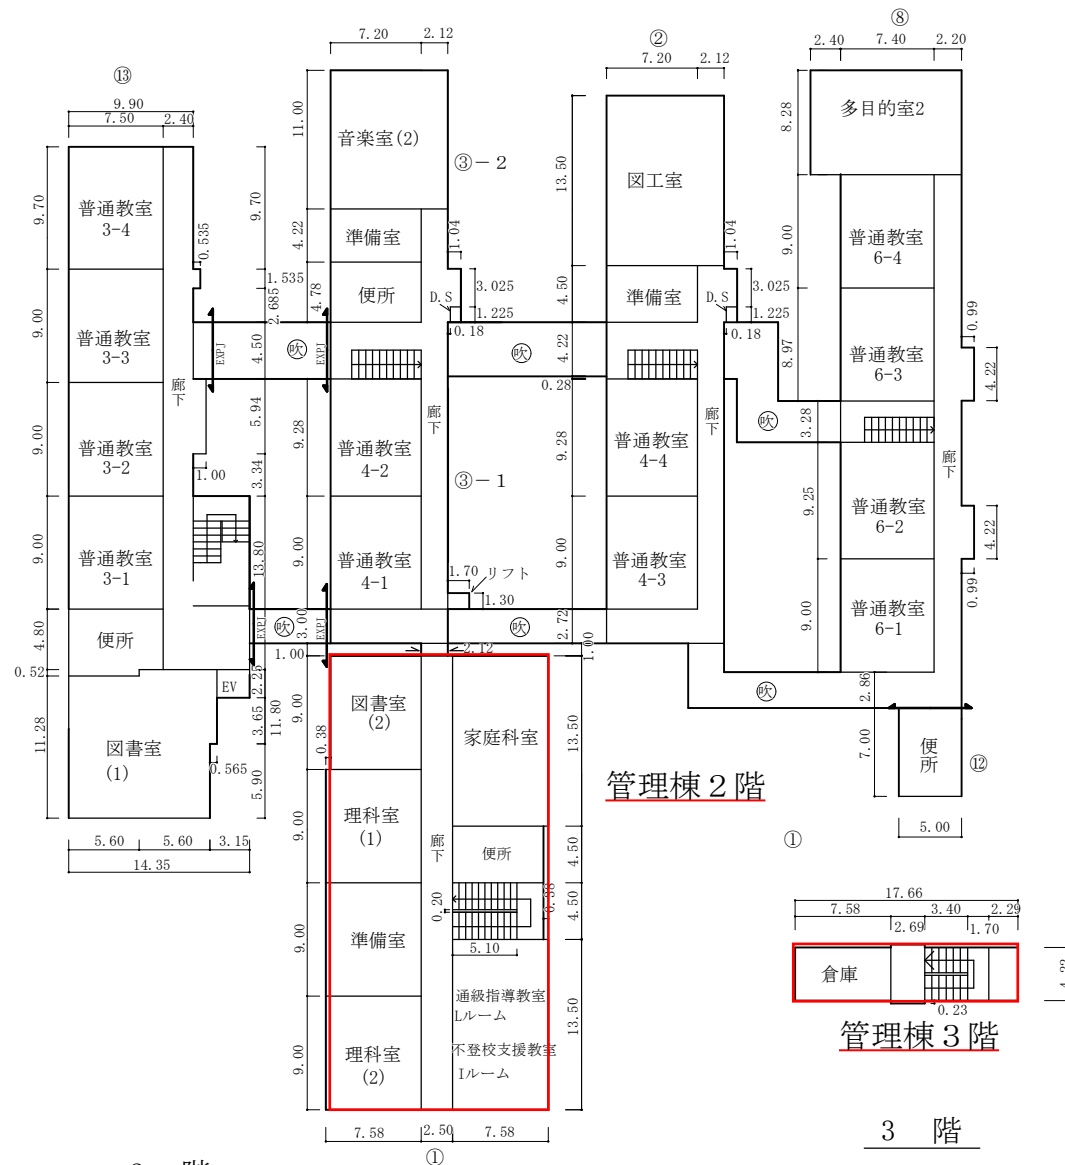 ⑧
7.20
2.12
②
7.20
2.12
2.40
7.40
2.20
⑬
9.90
7.50
2.40
11.00
音楽室(2)
③-2
13.50
図工室
8.28
多目的室2
9.70
普通教室
3-4
9.70
0.535
4.22
準備室
1.04
1.04
9.00
普通教室
6-4
1.535
2.685
4.78
便所
D.S
3.025
1.225
0.18
4.50
準備室
D.S
3.025
1.225
0.18
0.99
9.00
普通教室
3-3
4.50
EXPJ
吹
EXPJ
吹
4.22
0.28
8.97
普通教室
6-3
4.22
廊下
5.94
9.28
廊下
9.28
廊下
吹
3.28
9.00
普通教室
3-2
1.00
3.34
普通教室
4-2
③-1
普通教室
4-4
廊下
9.25
普通教室
6-2
4.22
9.00
普通教室
3-1
13.80
9.00
普通教室
4-1
1.70
リフト
1.30
9.00
普通教室
4-3
0.99
9.00
普通教室
6-1
4.80
便所
EXPJ
吹
3.00
EXPJ
吹
2.72
0.52
1.00
2.12
1.00
EV
2.25
吹
2.86
11.28
図書室
(1)
3.65
11.80
0.565
5.90
9.00
0.38
図書室
(2)
家庭科室
13.50
7.00
便所
⑫
管理棟2階
5.00
5.60
5.60
3.15
14.35
9.00
理科室
(1)
廊下
便所
4.50
①
0.20
0.38
4.50
5.10
17.66
7.58
3.40
2.29
2.69
1.70
9.00
準備室
倉庫
4.22
0.23
通級指導教室
Lルーム
13.50
管理棟3階
9.00
理科室
(2)
不登校支援教室
Iルーム
7.58
2.50
7.58
①
3 階